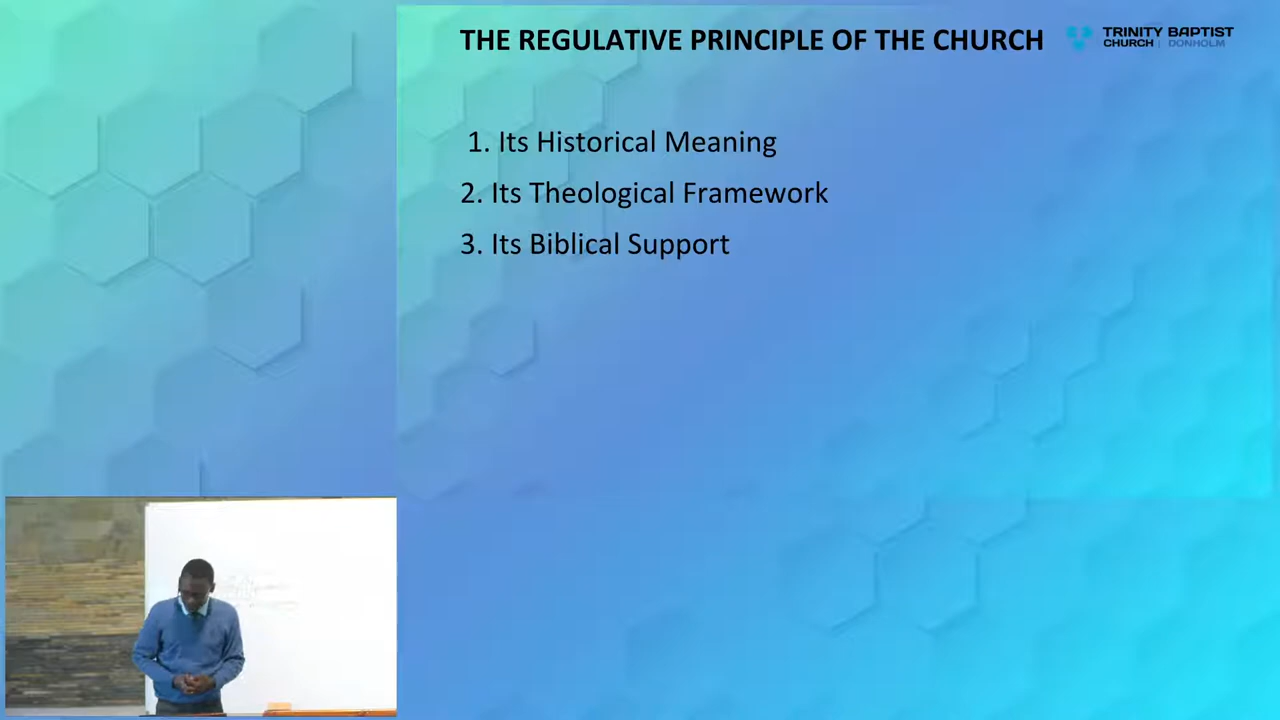 THE REGULATIVE PRINCIPLE OF THE CHURCH
TRINITY BAPTIST
CHURCH | DONHOLM
1. Its Historical Meaning
2. Its Theological Framework
3. Its Biblical Support